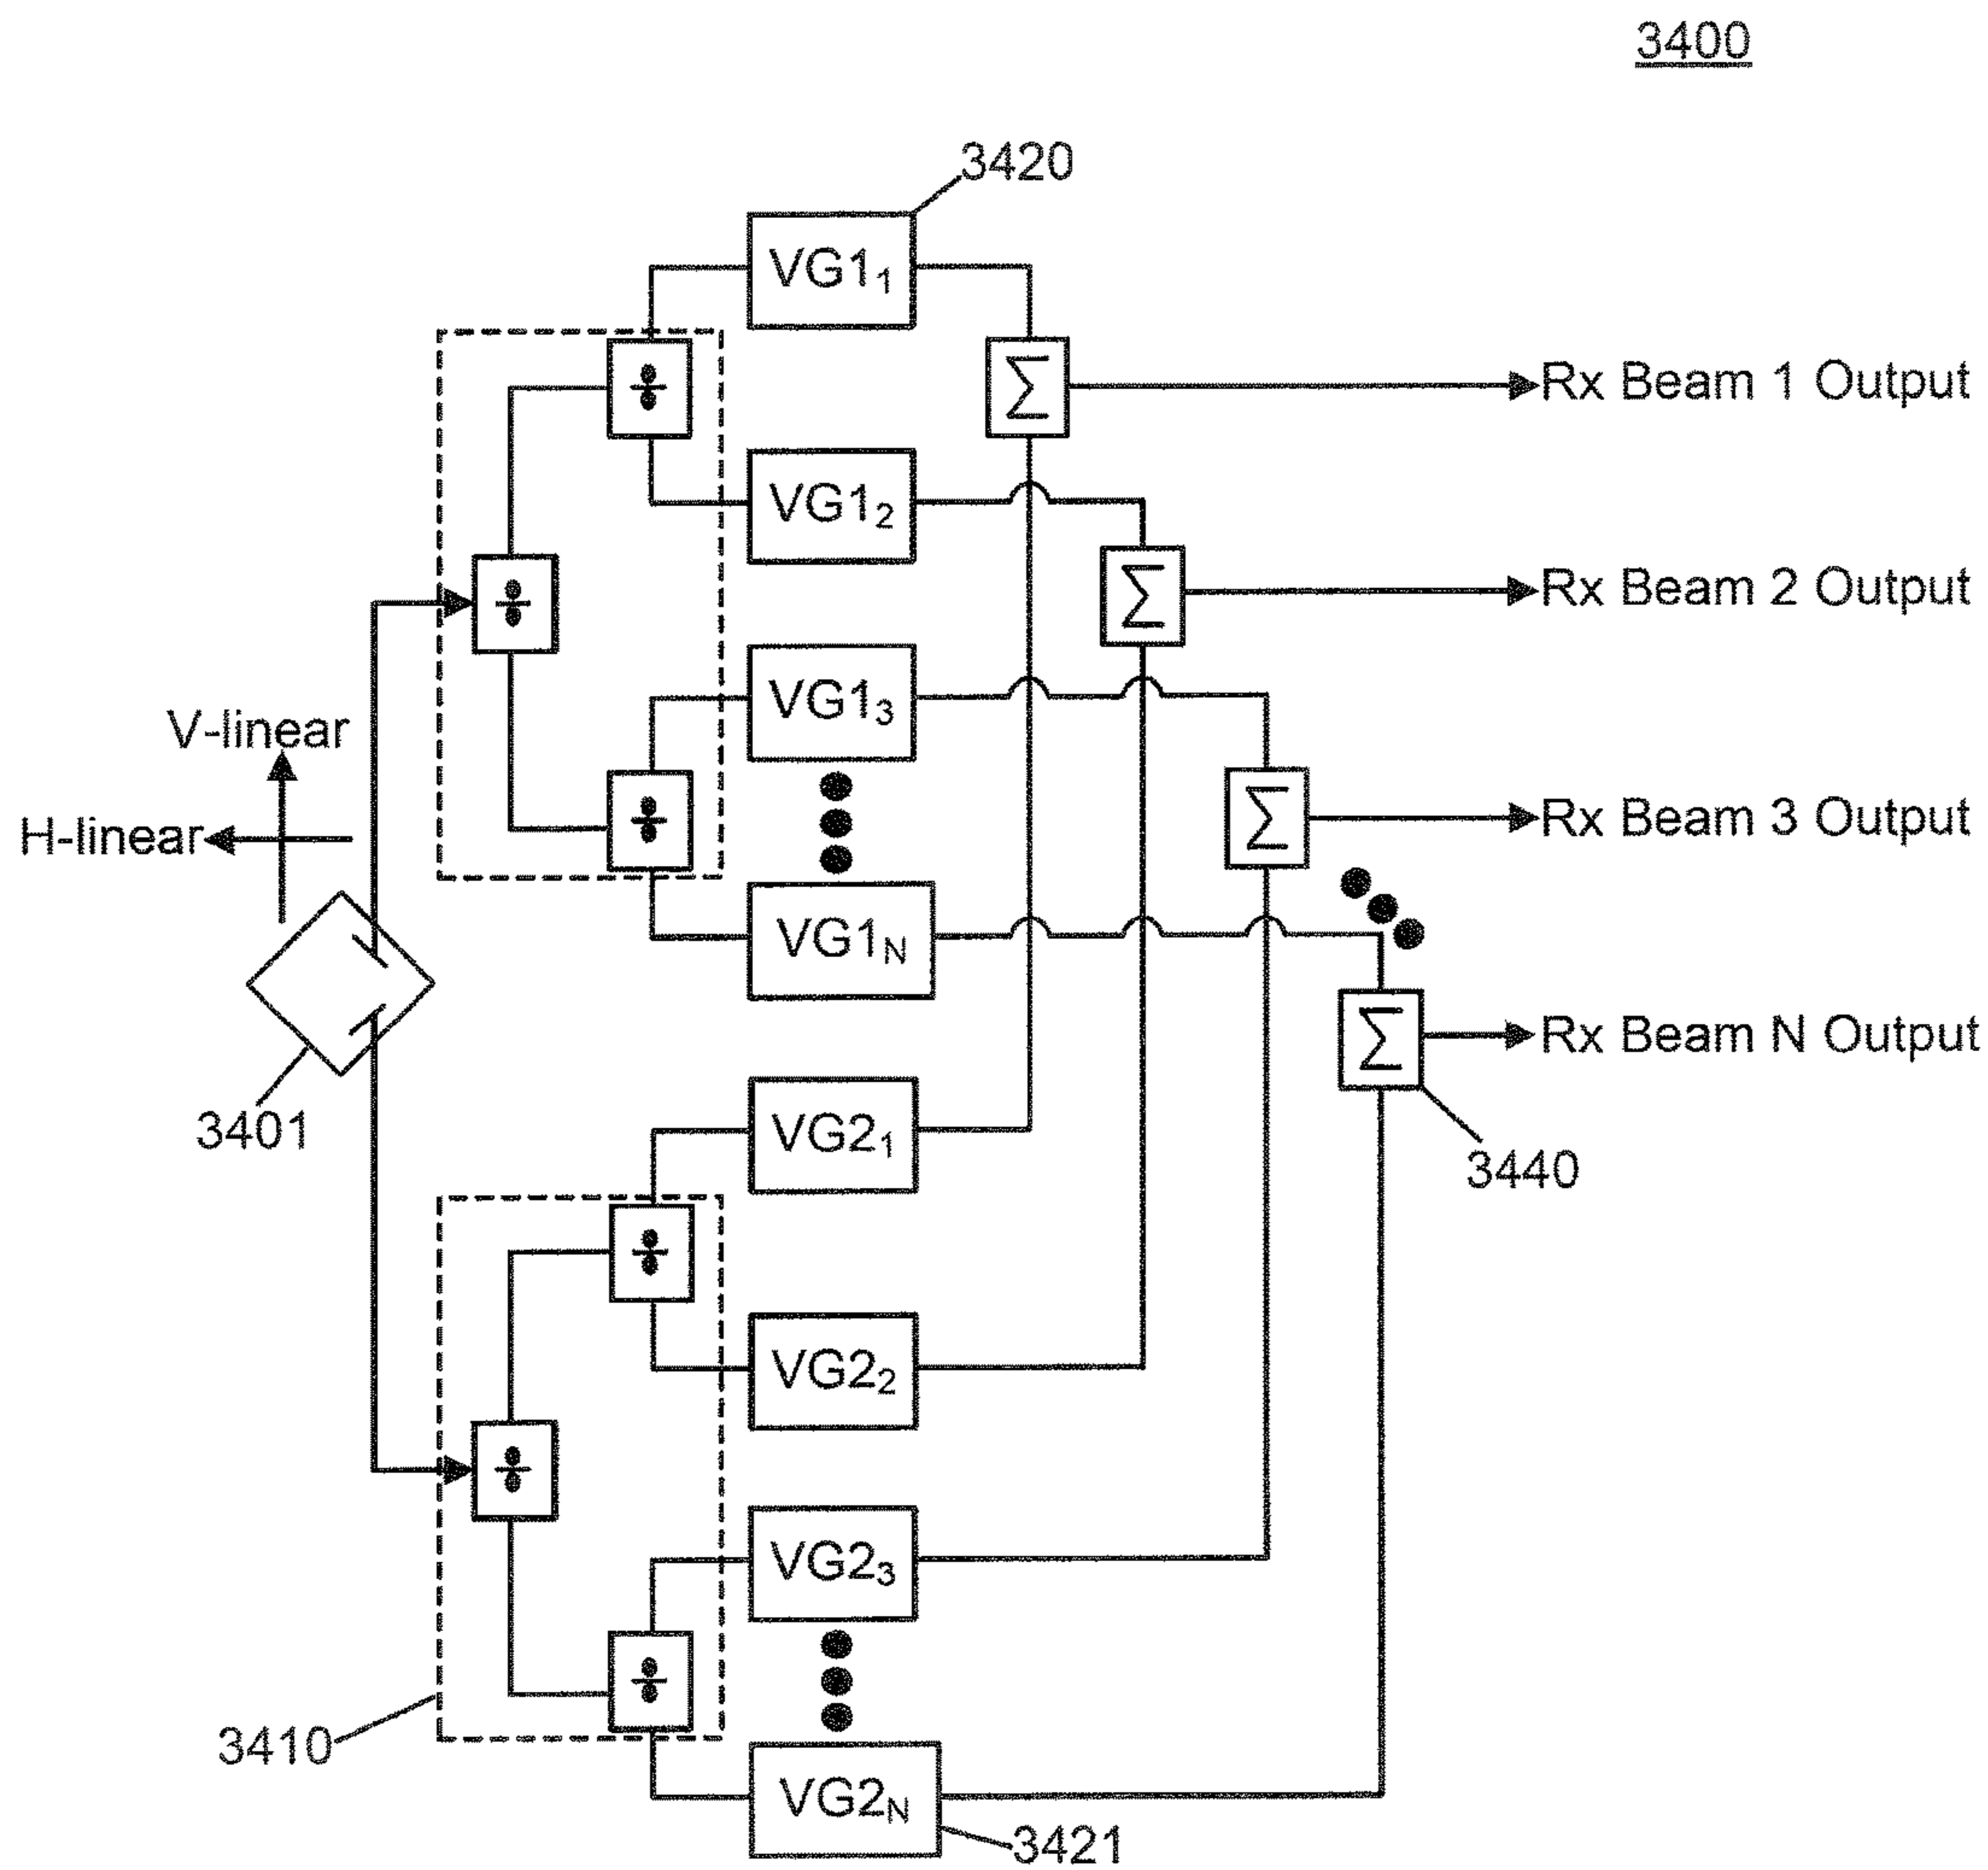 3400
3420
VG1₁
÷
Σ
Rx Beam 1 Output
VG1₂
÷
Σ
Rx Beam 2 Output
VG1₃
V-linear
÷
Σ
Rx Beam 3 Output
H-linear
VG1N
Σ
Rx Beam N Output
3401
VG2₁
3440
÷
VG2₂
÷
VG2₃
÷
3410
VG2N
3421